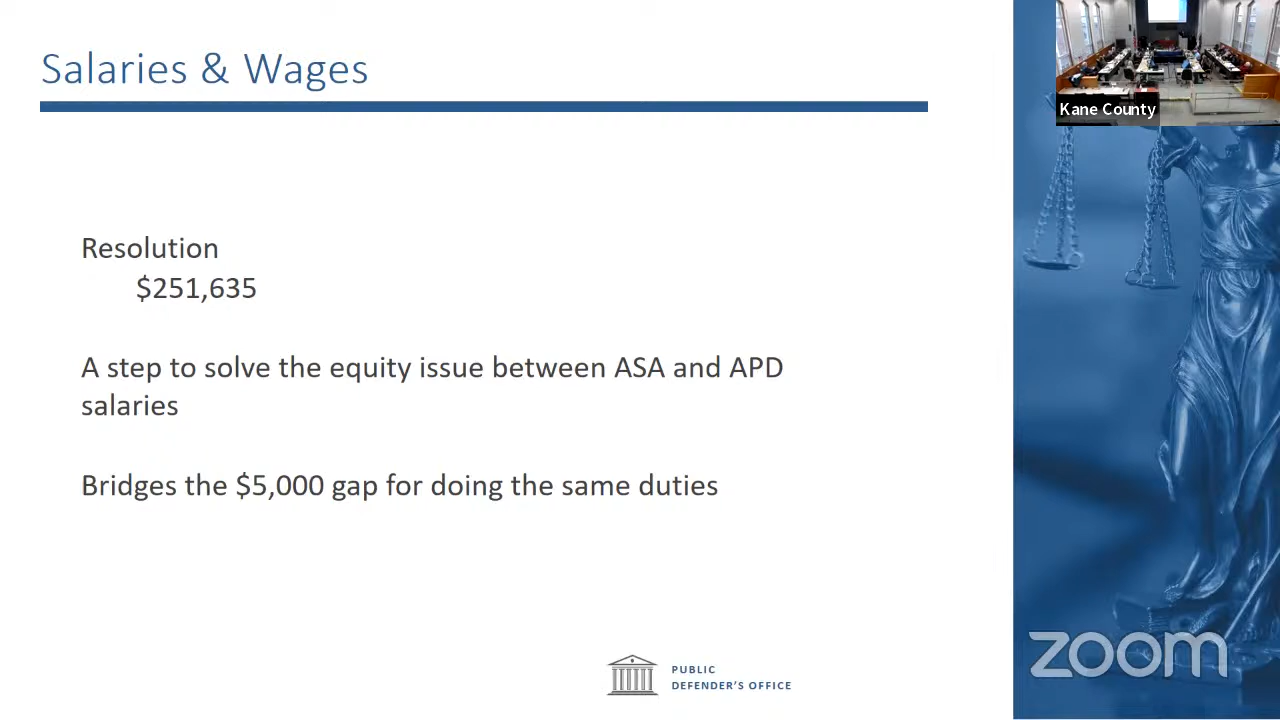 Salaries & Wages
Kane County
Resolution
$251,635
A step to solve the equity issue between ASA and APD
salaries
Bridges the $5,000 gap for doing the same duties
PUBLIC
DEFENDER'S OFFICE
zoom